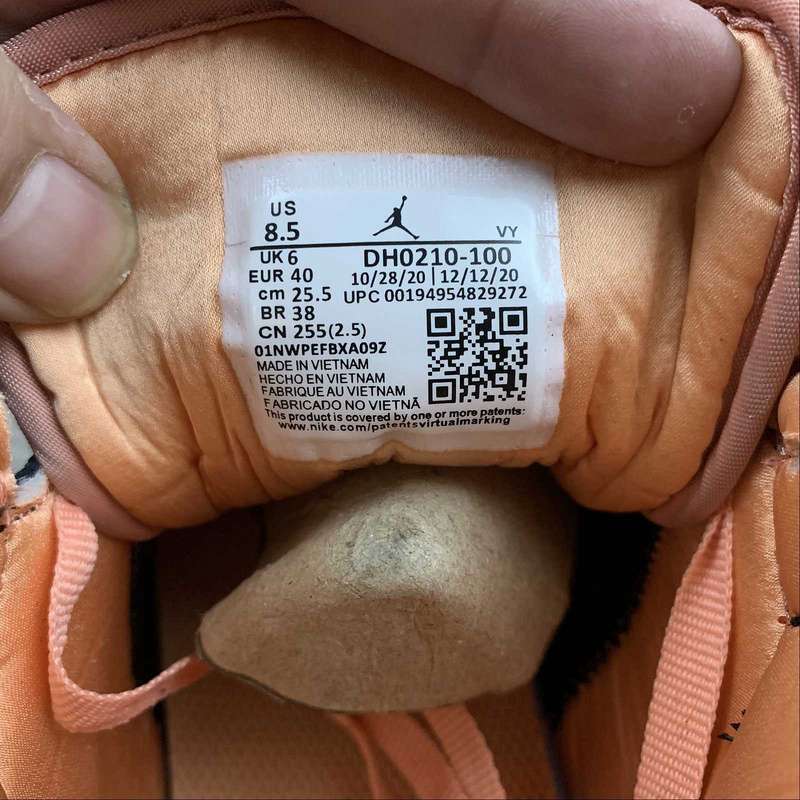 US
8.5 VY
UK 6 DH0210-100
EUR 40 10/28/20 | 12/12/20
cm 25.5 UPC 00194954829272
BR 38
CN 255(2.5)
01NWPEFBXA09Z
MADE IN VIETNAM
HECHO EN VIETNAM
FABRIQUE AU VIETNAM
FABRICADO NO VIETNÃ
This product is covered by one or more patents:
www.nike.com/patentsvirtualmarking